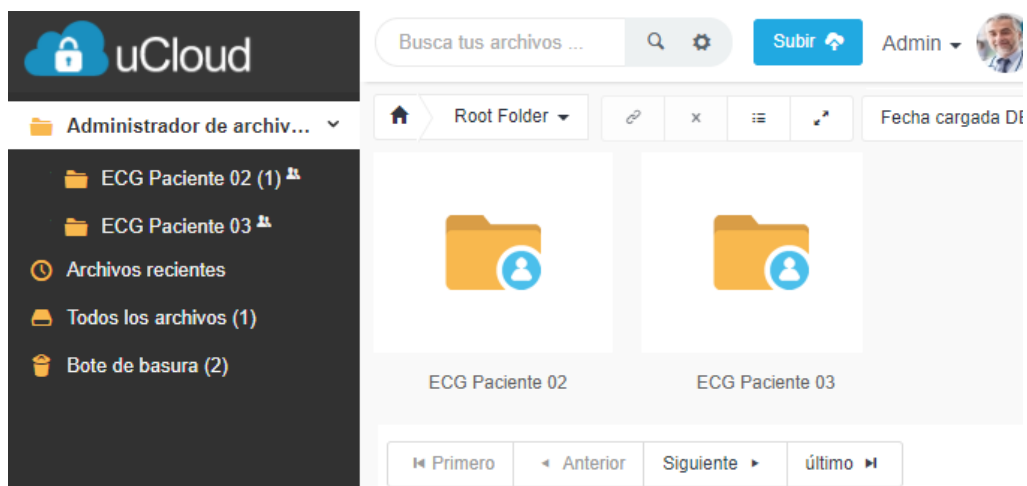 uCloud
Busca tus archivos ...
Subir
Admin
Administrador de archiv...
Root Folder
Fecha cargada DE
ECG Paciente 02 (1)
ECG Paciente 03
Archivos recientes
Todos los archivos (1)
Bote de basura (2)
ECG Paciente 02
ECG Paciente 03
Primero
Anterior
Siguiente
último